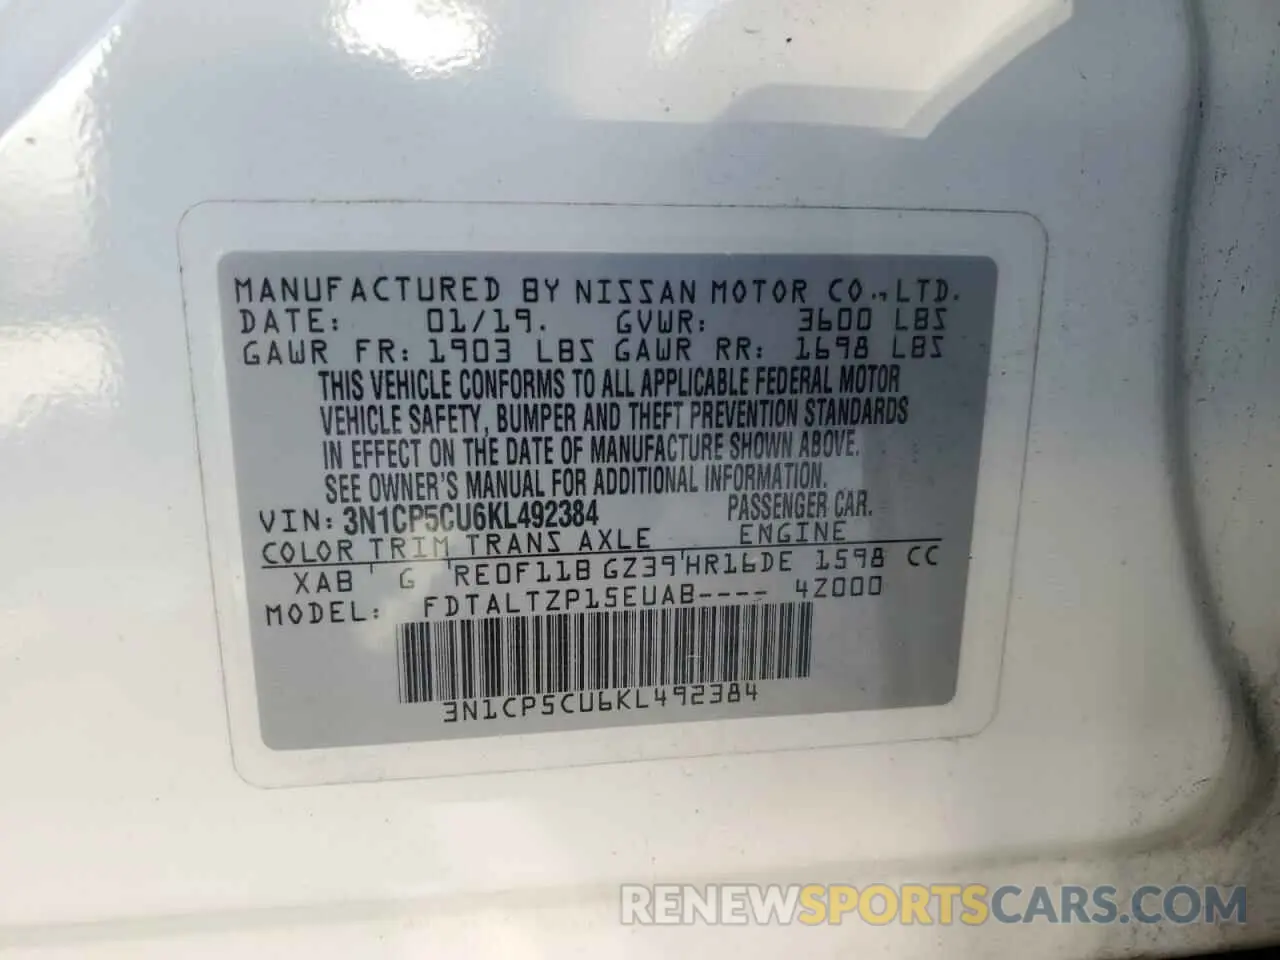 MANUFACTURED BY NISSAN MOTOR CO., LTD.
DATE: 01/19. GVWR: 3600 LBS
GAWR FR: 1903 LBS GAWR RR: 1698 LBS
THIS VEHICLE CONFORMS TO ALL APPLICABLE FEDERAL MOTOR
VEHICLE SAFETY, BUMPER AND THEFT PREVENTION STANDARDS
IN EFFECT ON THE DATE OF MANUFACTURE SHOWN ABOVE.
SEE OWNER'S MANUAL FOR ADDITIONAL INFORMATION.
VIN: 3N1CP5CU6KL492384 PASSENGER CAR.
COLOR TRIM TRANS AXLE ENGINE
XAB ' G 'RE0F11B GZ39'HR16DE 1598 CC
MODEL: FDTALTZP15EUAB---- 4Z000
3N1CP5CU6KL492384
RENEWSPORTSCARS.COM